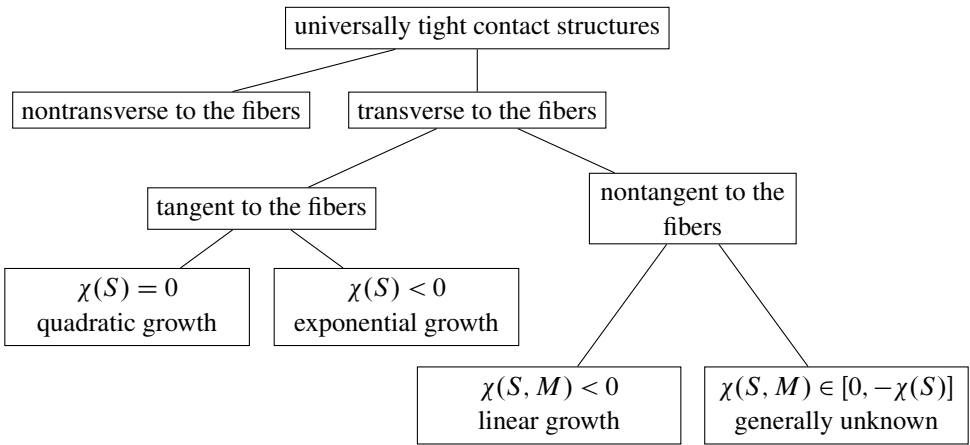 universally tight contact structures
nontransverse to the fibers
transverse to the fibers
tangent to the fibers
nontangent to the
fibers
χ(S) = 0
quadratic growth
χ(S) < 0
exponential growth
χ(S, M) < 0
linear growth
χ(S, M) ∈ [0, −χ(S)]
generally unknown